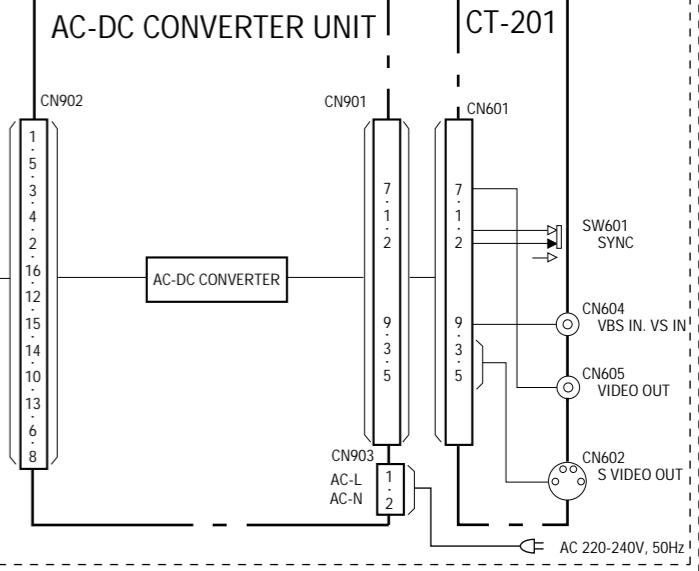 AC-DC CONVERTER UNIT
CT-201
CN902
CN901
CN601
1
·
5
·
3
·
4
·
2
·
16
·
12
·
15
·
14
·
10
·
13
·
6
·
8
AC-DC CONVERTER
7
·
1
·
2
9
·
3
·
5
7
·
1
·
2
9
·
3
·
5
SW601
SYNC
CN604
VBS IN. VS IN
CN605
VIDEO OUT
CN602
S VIDEO OUT
CN903
AC-L
AC-N
1
·
2
AC 220-240V, 50Hz